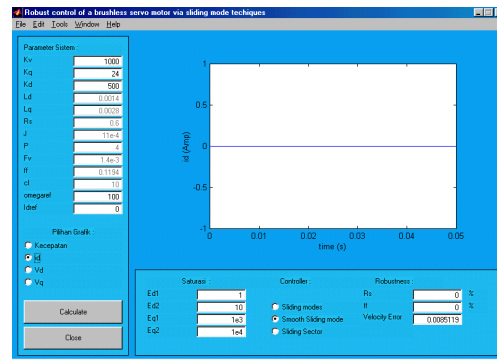 Robust control of a brushless servo motor via sliding mode techiques
File Edit Tools Window Help
Parameter Sistem :
Kv 1000
Kq 24
Kd 500
Ld 0.0014
Lq 0.0028
Rs 0.6
J 11e-4
P 4
Fv 1.4e-3
ff 0.1194
cl 10
omegaref 100
Idref 0
Pilihan Grafik :
Kecepatan
id
Vd
Vq
Calculate
Close
id (Amp)
1
0.5
0
-0.5
-1
0 0.01 0.02 0.03 0.04 0.05
time (s)
Saturasi :
Ed1 1
Ed2 10
Eq1 1e3
Eq2 1e4
Controller :
Sliding modes
Smooth Sliding mode
Sliding Sector
Robustness :
Rs 0 %
ff 0 %
Velocity Error 0.0085119